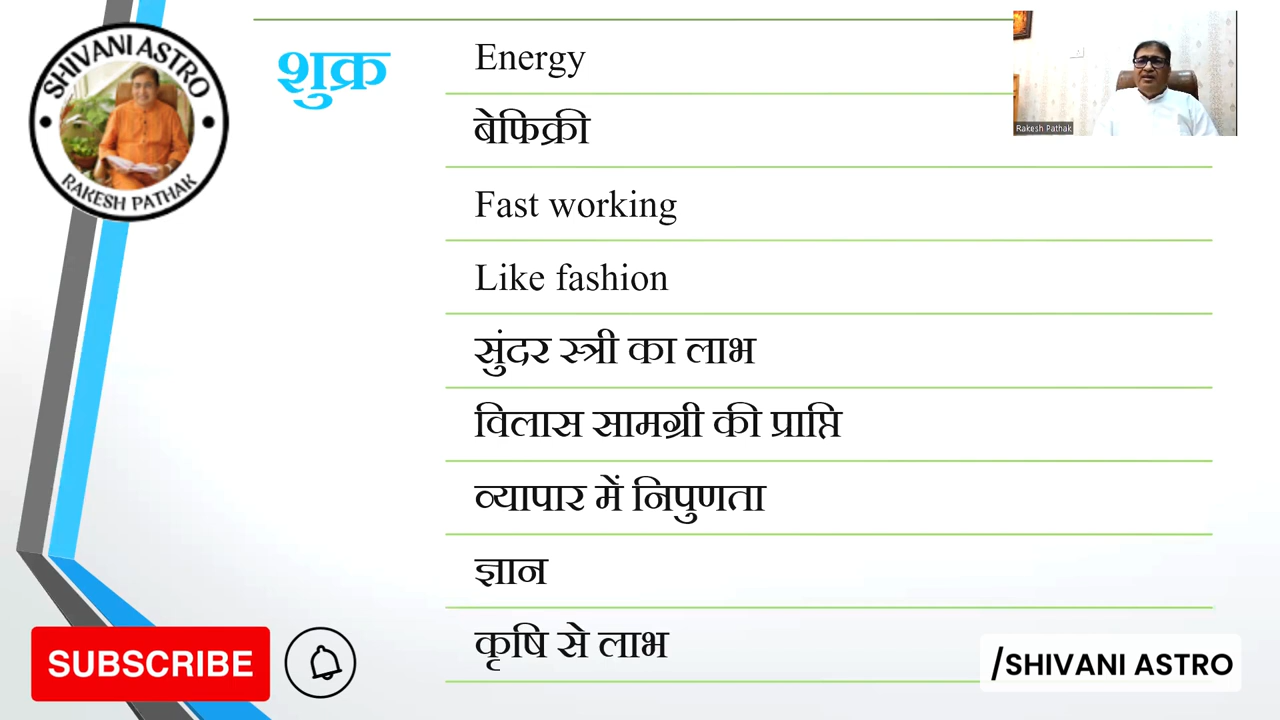 SHIVANI ASTRO
RAKESH PATHAK
शुक्र
Energy
Rakesh Pathak
बेफिक्री
Fast working
Like fashion
सुंदर स्त्री का लाभ
विलास सामग्री की प्राप्ति
व्यापार में निपुणता
ज्ञान
कृषि से लाभ
SUBSCRIBE
/SHIVANI ASTRO